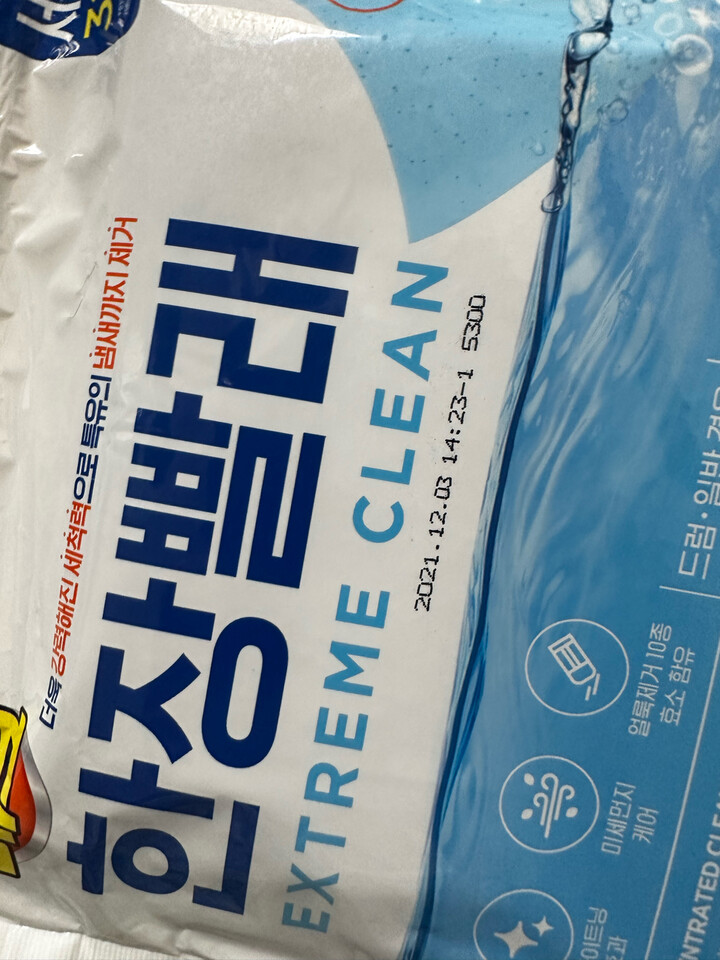 더욱 강력해진 세척력으로 특유의 냄새까지 제거
한장빨래
EXTREME CLEAN
2021.12.03 14:23-1 5300
드럼·일반
얼룩제거 10종
효소 함유
미세먼지
케어